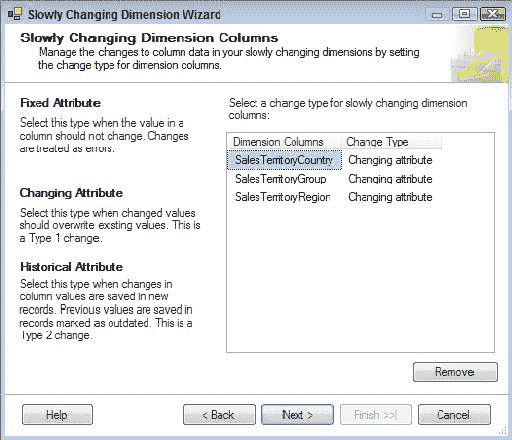 Slowly Changing Dimension Wizard
Slowly Changing Dimension Columns
Manage the changes to column data in your slowly changing dimensions by setting
the change type for dimension columns.
Fixed Attribute
Select this type when the value in a
column should not change. Changes
are treated as errors.
Changing Attribute
Select this type when changed values
should overwrite existing values. This is
a Type 1 change.
Historical Attribute
Select this type when changes in
column values are saved in new
records. Previous values are saved in
records marked as outdated. This is a
Type 2 change.
Select a change type for slowly changing dimension
columns:
Dimension Columns Change Type
SalesTerritoryCountry Changing attribute
SalesTerritoryGroup Changing attribute
SalesTerritoryRegion Changing attribute
Remove
Help < Back Next > Finish >>| Cancel